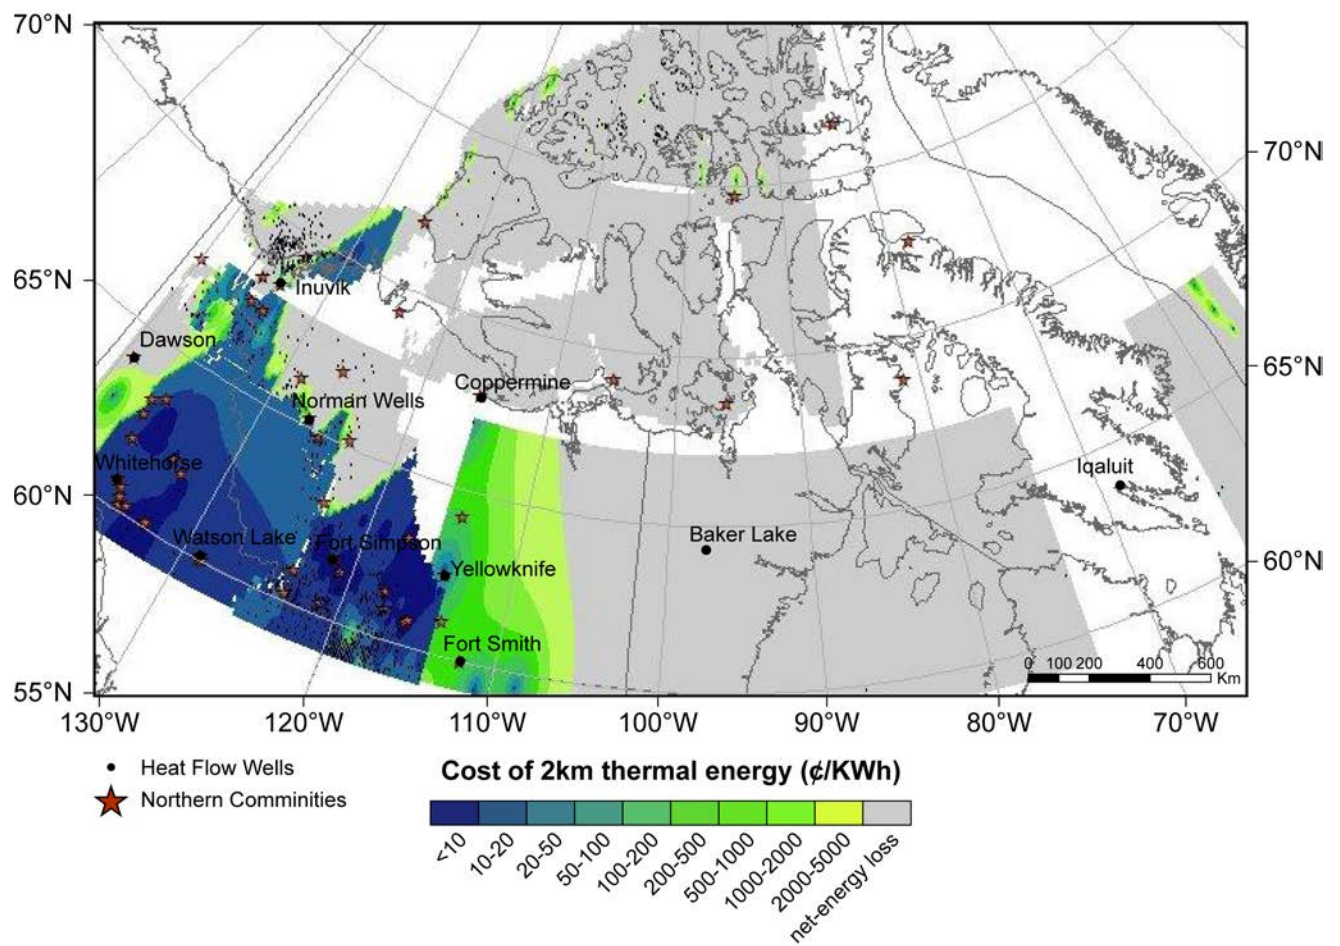 70°N
70°N
65°N
Inuvik
Dawson
Coppermine
65°N
Norman Wells
Whitehorse
Iqaluit
60°N
Watson Lake
Fort Simpson
Baker Lake
60°N
Yellowknife
Fort Smith
0 100 200 400 600
Km
55°N
130°W 120°W 110°W 100°W 90°W 80°W 70°W
Heat Flow Wells
Northern Comminities
Cost of 2km thermal energy (¢/KWh)
<10
10-20
20-50
50-100
100-200
200-500
500-1000
1000-2000
2000-5000
net-energy loss